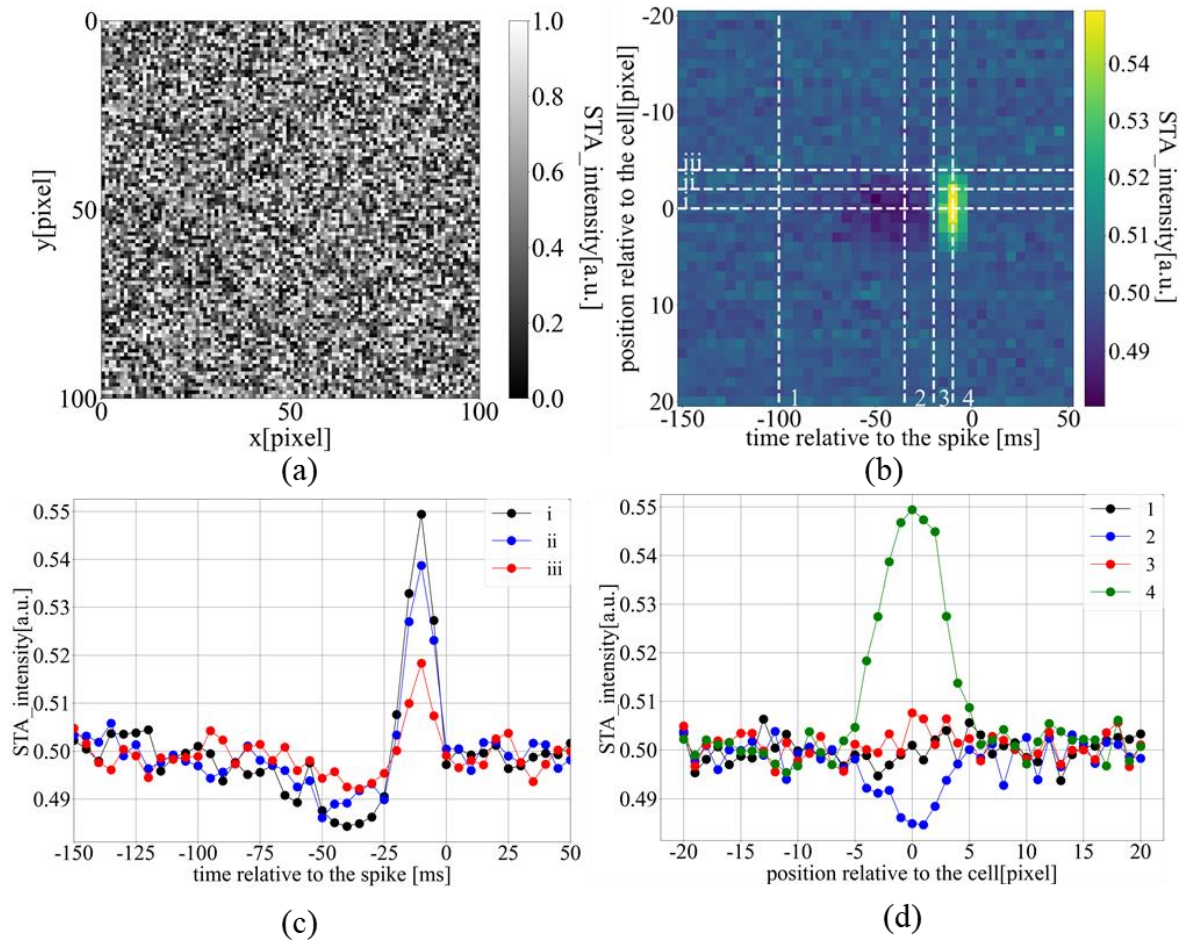 0
50
100
y[pixel]
0
50
100
x[pixel]
1.0
0.8
0.6
0.4
0.2
0.0
STA_intensity[a.u.]
(a)
-20
-10
0
10
20
position relative to the cell[pixel]
iii
ii
i
1
2
3
4
-150
-100
-50
0
50
time relative to the spike [ms]
0.54
0.53
0.52
0.51
0.50
0.49
STA_intensity[a.u.]
(b)
0.55
0.54
0.53
0.52
0.51
0.50
0.49
STA_intensity[a.u.]
i
ii
iii
-150 -125 -100 -75 -50 -25 0 25 50
time relative to the spike [ms]
(c)
0.55
0.54
0.53
0.52
0.51
0.50
0.49
STA_intensity[a.u.]
1
2
3
4
-20 -15 -10 -5 0 5 10 15 20
position relative to the cell[pixel]
(d)